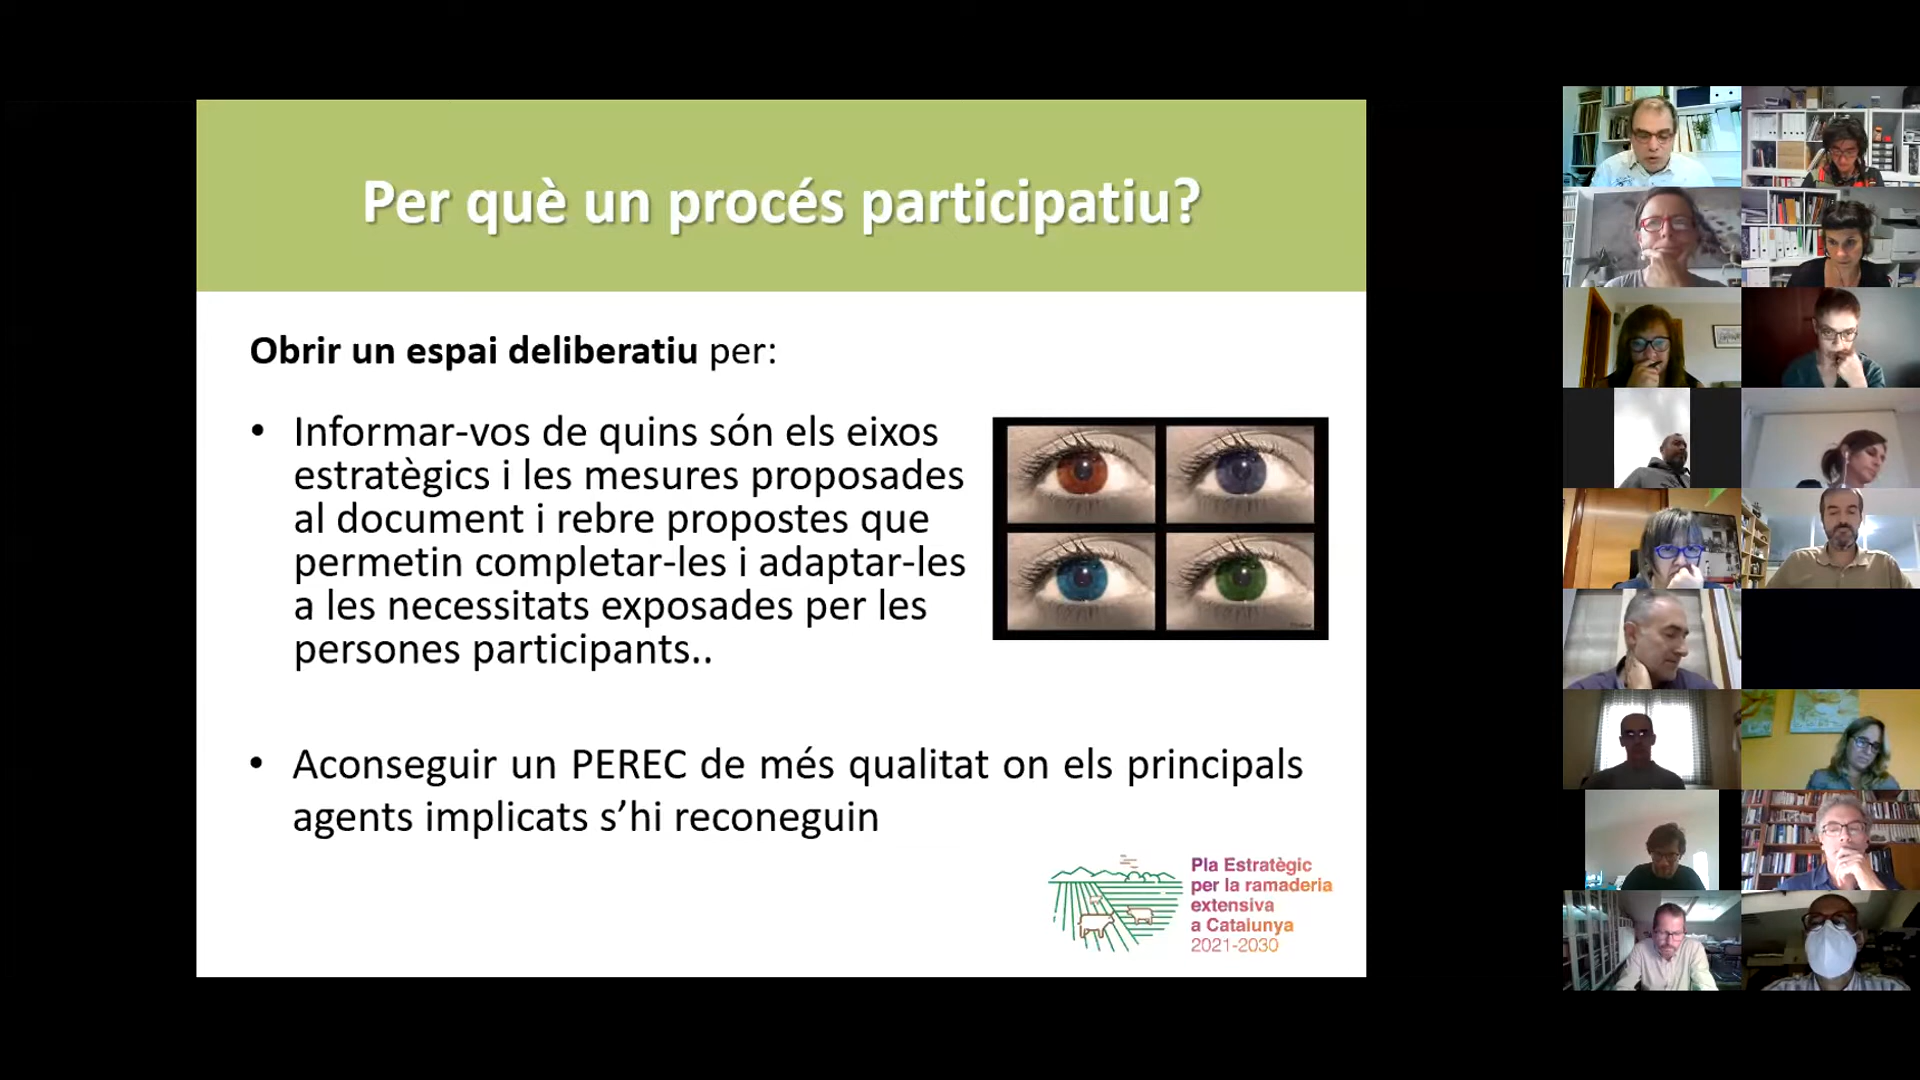 Per què un procés participatiu?
Obrir un espai deliberatiu per:
• Informar-vos de quins són els eixos
estratègics i les mesures proposades
al document i rebre propostes que
permetin completar-les i adaptar-les
a les necessitats exposades per les
persones participants..
• Aconseguir un PEREC de més qualitat on els principals
agents implicats s’hi reconeguin
Pla Estratègic
per la ramaderia
extensiva
a Catalunya
2021-2030